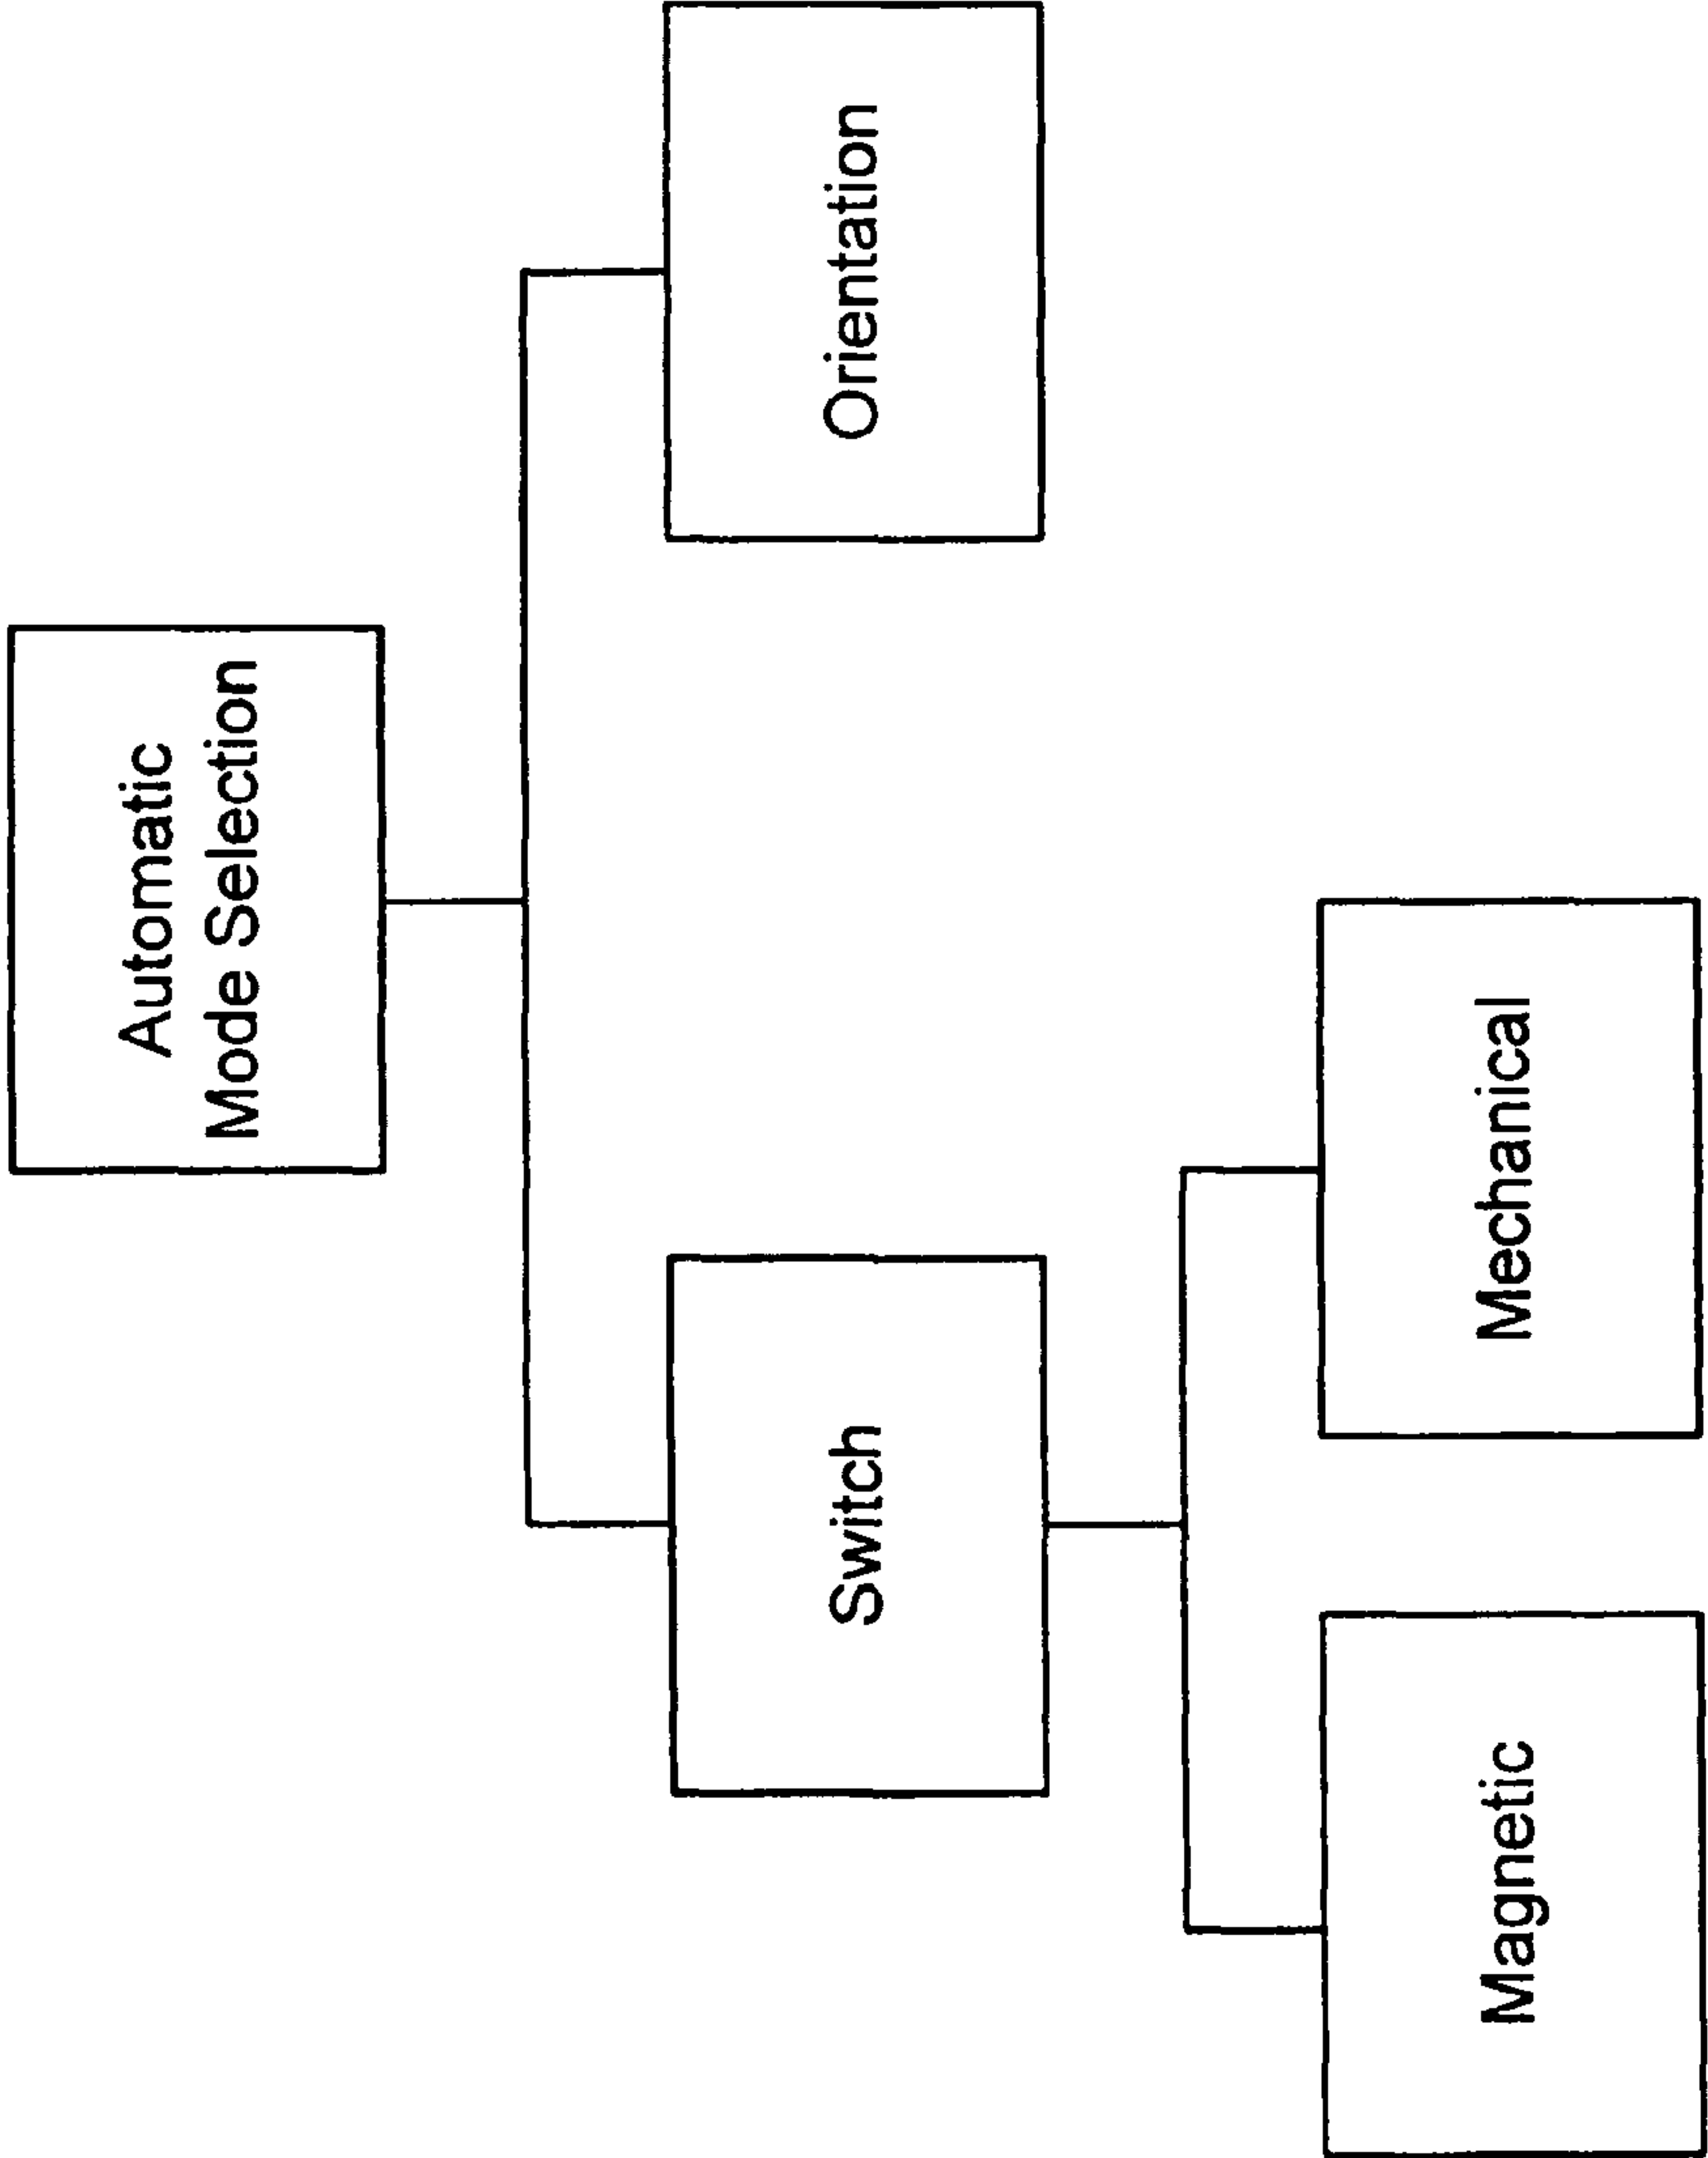 Automatic
Mode Selection
Switch
Orientation
Magnetic
Mechanical